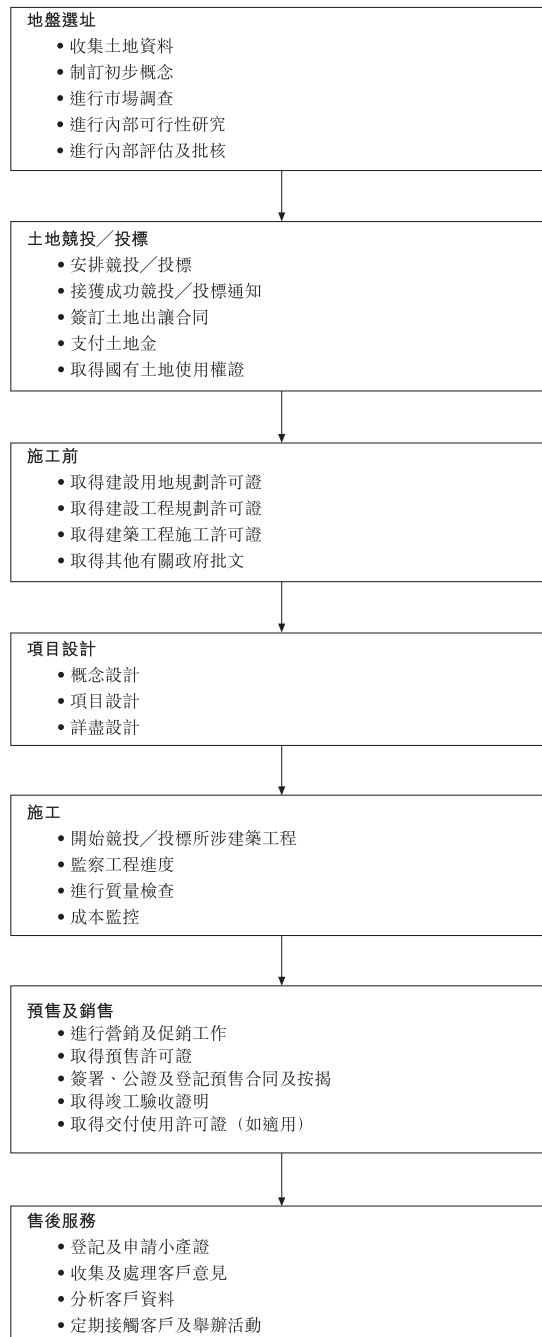 地盤選址
• 收集土地資料
• 制訂初步概念
• 進行市場調查
• 進行內部可行性研究
• 進行內部評估及批核
土地競投／投標
• 安排競投／投標
• 接獲成功競投／投標通知
• 簽訂土地出讓合同
• 支付土地金
• 取得國有土地使用權證
施工前
• 取得建設用地規劃許可證
• 取得建設工程規劃許可證
• 取得建築工程施工許可證
• 取得其他有關政府批文
項目設計
• 概念設計
• 項目設計
• 詳盡設計
施工
• 開始競投／投標所涉建築工程
• 監察工程進度
• 進行質量檢查
• 成本監控
預售及銷售
• 進行營銷及促銷工作
• 取得預售許可證
• 簽署、公證及登記預售合同及按揭
• 取得竣工驗收證明
• 取得交付使用許可證（如適用）
售後服務
• 登記及申請小產證
• 收集及處理客戶意見
• 分析客戶資料
• 定期接觸客戶及舉辦活動